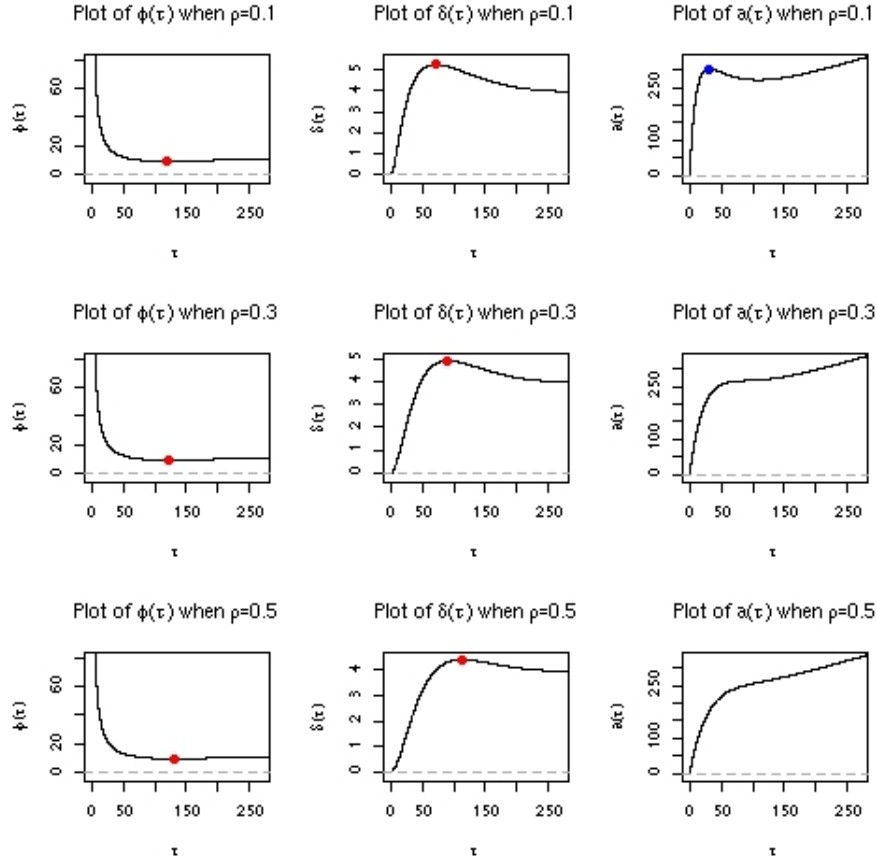 Plot of ϕ(τ) when ρ=0.1
Plot of δ(τ) when ρ=0.1
Plot of a(τ) when ρ=0.1
ϕ(τ)
0 20 60
0 50 150 250
τ
δ(τ)
0 1 2 3 4 5
0 50 150 250
τ
a(τ)
0 100 250
0 50 150 250
τ
Plot of ϕ(τ) when ρ=0.3
Plot of δ(τ) when ρ=0.3
Plot of a(τ) when ρ=0.3
ϕ(τ)
0 20 60
0 50 150 250
τ
δ(τ)
0 1 2 3 4 5
0 50 150 250
τ
a(τ)
0 100 250
0 50 150 250
τ
Plot of ϕ(τ) when ρ=0.5
Plot of δ(τ) when ρ=0.5
Plot of a(τ) when ρ=0.5
ϕ(τ)
0 20 60
0 50 150 250
τ
δ(τ)
0 1 2 3 4
0 50 150 250
τ
a(τ)
0 100 250
0 50 150 250
τ